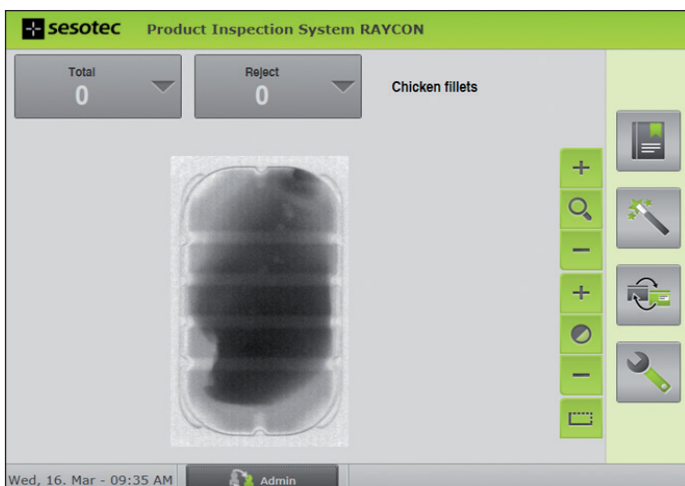 sesotec Product Inspection System RAYCON
Total
0
Reject
0
Chicken fillets
Wed, 16. Mar - 09:35 AM
Admin